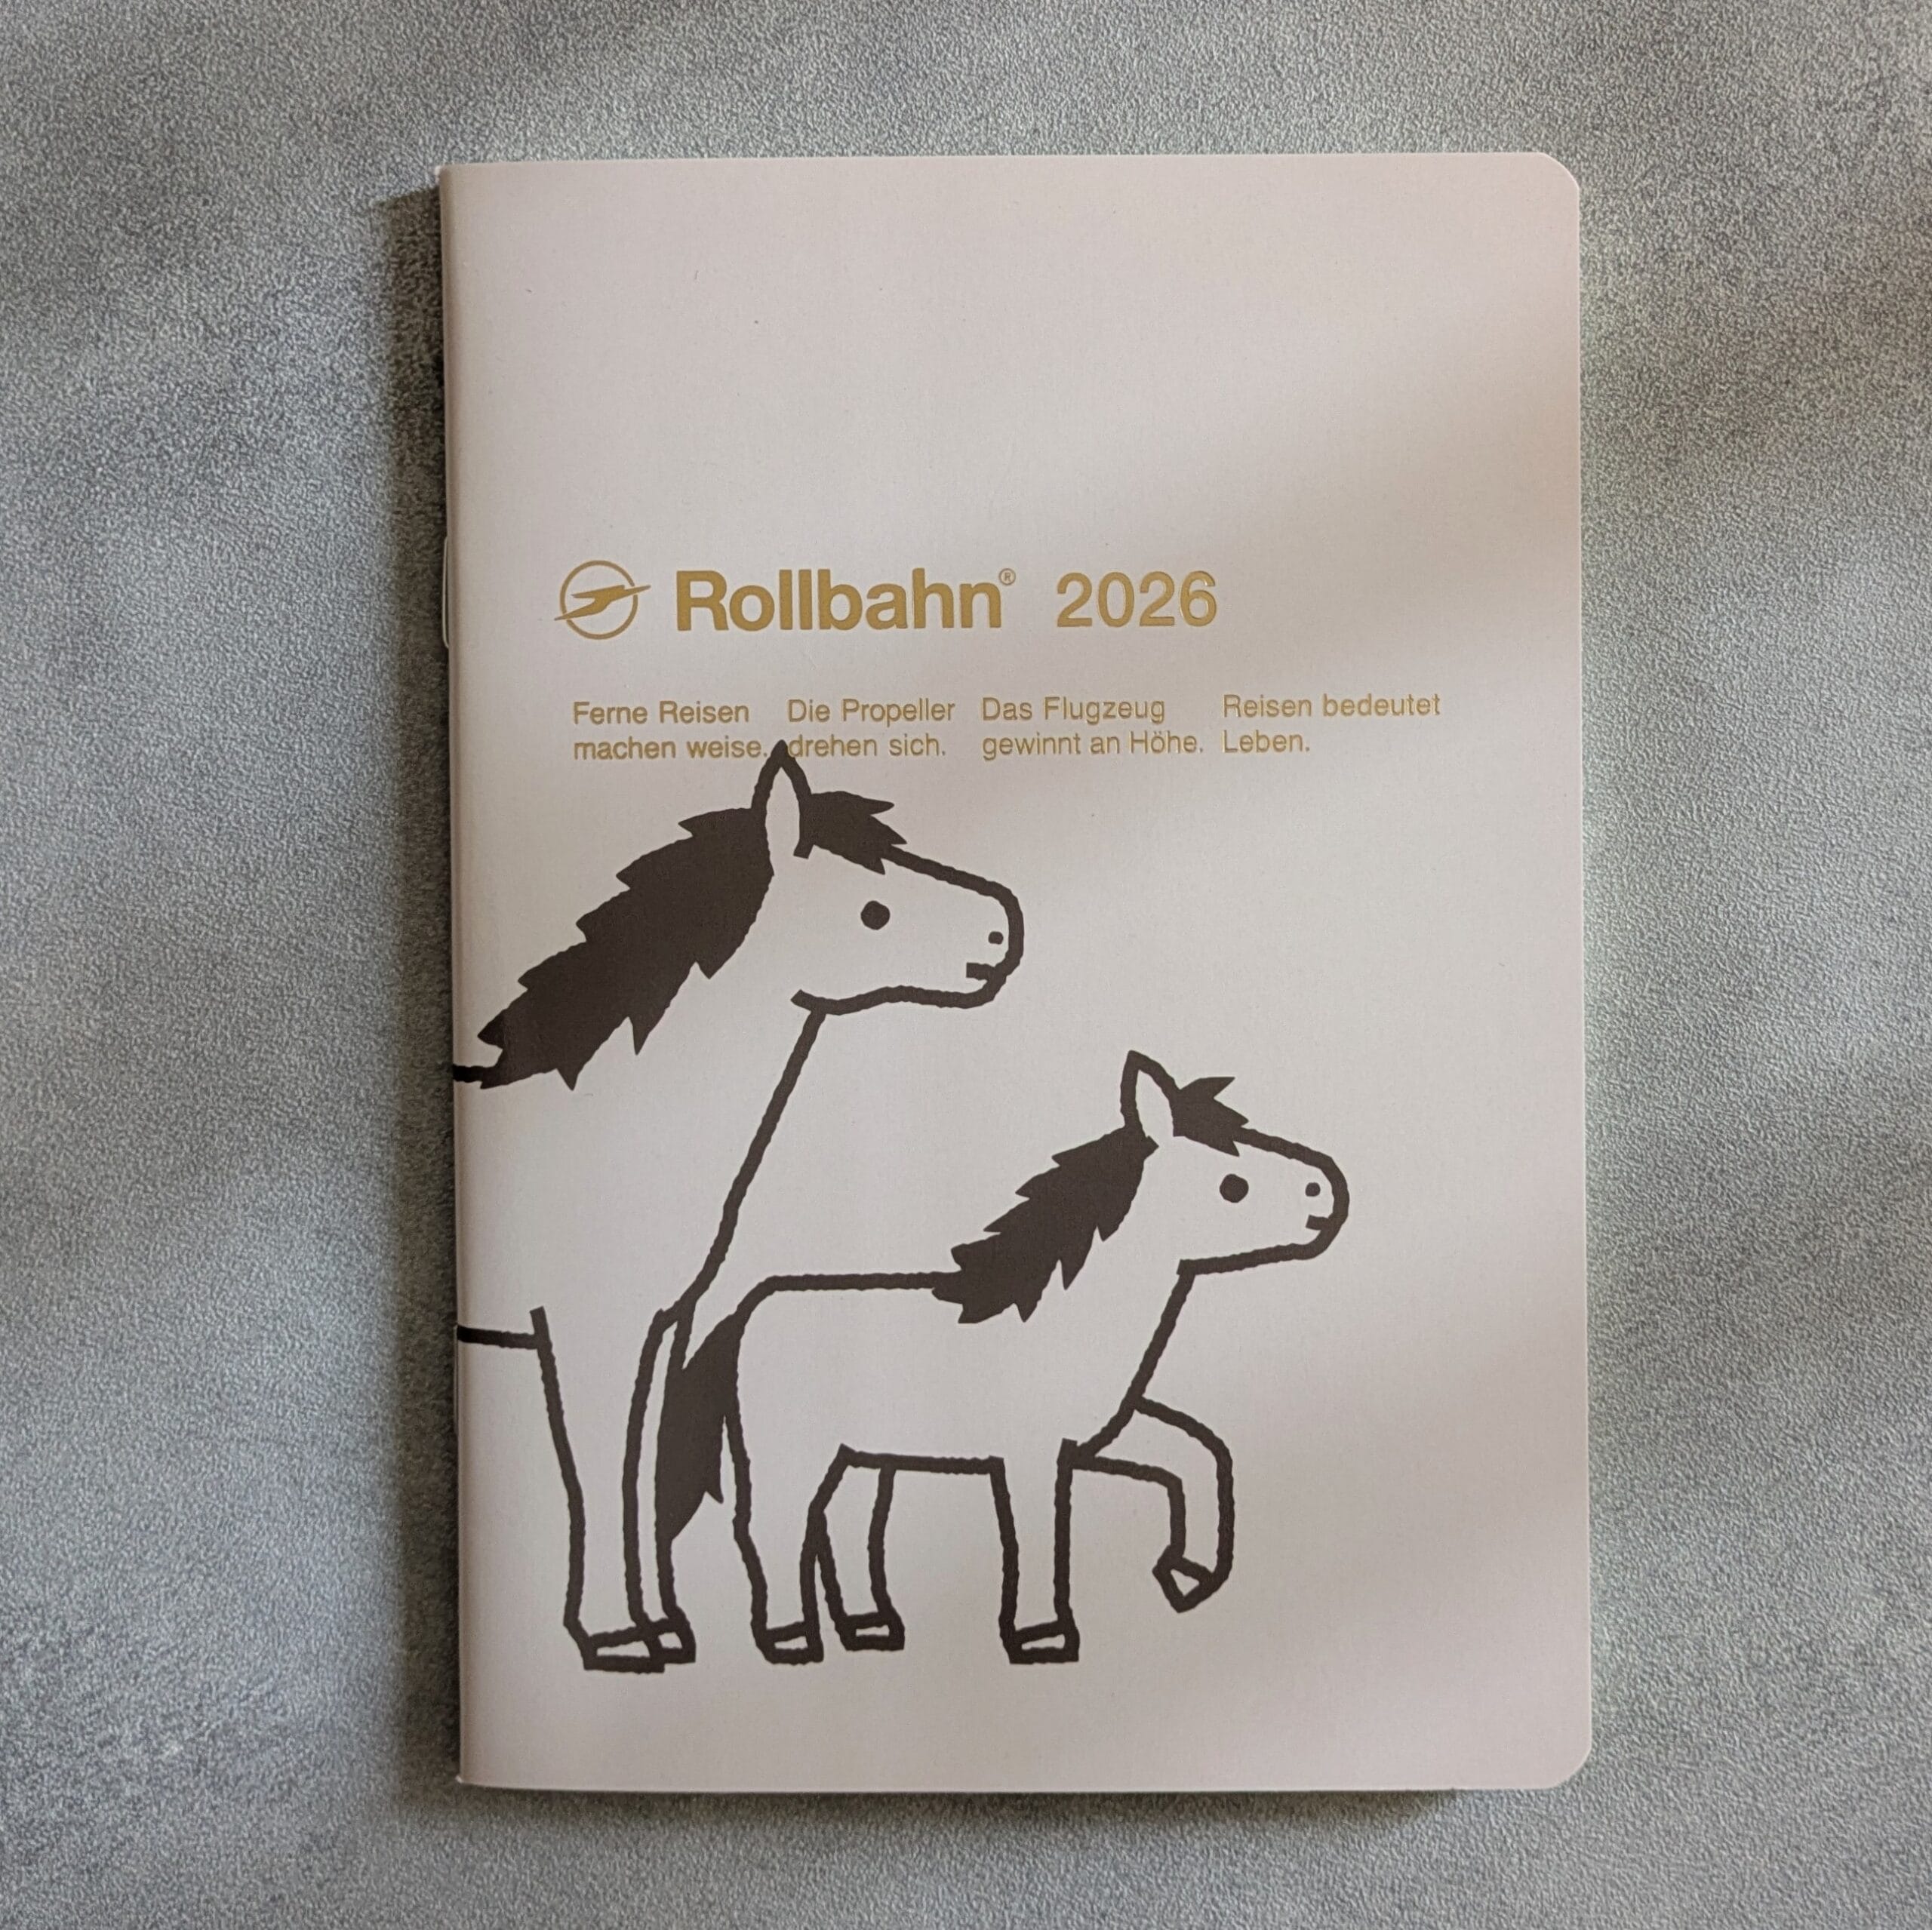 Rollbahn® 2026
Ferne Reisen
machen weise.
Die Propeller
drehen sich.
Das Flugzeug
gewinnt an Höhe.
Reisen bedeutet
Leben.